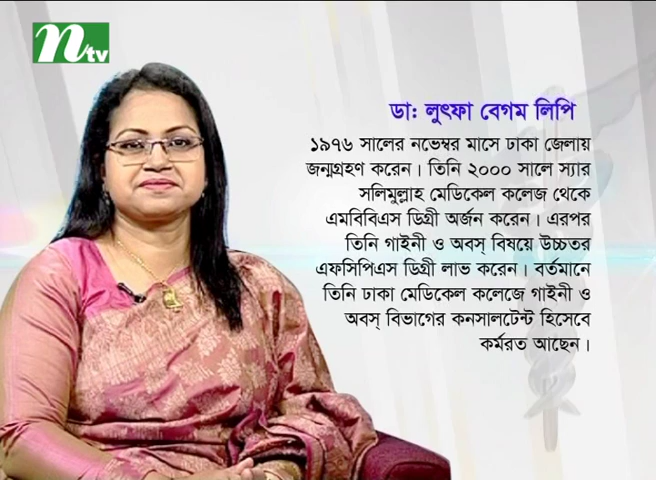 ntv
ডা: লুৎফা বেগম লিপি
১৯৭৬ সালের নভেম্বর মাসে ঢাকা জেলায়
জন্মগ্রহণ করেন। তিনি ২০০০ সালে স্যার
সলিমুল্লাহ মেডিকেল কলেজ থেকে
এমবিবিএস ডিগ্রী অর্জন করেন। এরপর
তিনি গাইনী ও অবস্ বিষয়ে উচ্চতর
এফসিপিএস ডিগ্রী লাভ করেন। বর্তমানে
তিনি ঢাকা মেডিকেল কলেজে গাইনী ও
অবস্ বিভাগের কনসালটেন্ট হিসেবে
কর্মরত আছেন।